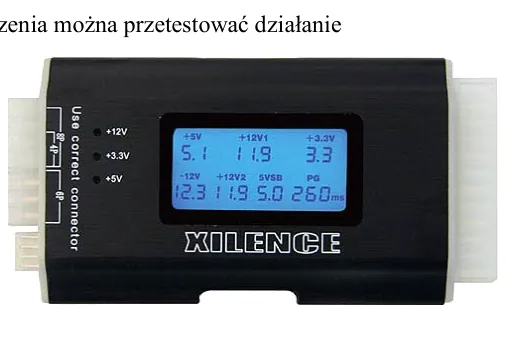 zenia można przetestować działanie
Use correct connector
8P
4P
6P
+12V
+3.3V
+5V
+5V +12V1 +3.3V
5.1 11.9 3.3
-12V +12V2 5VSB PG
12.3 11.9 5.0 260ms
XILENCE